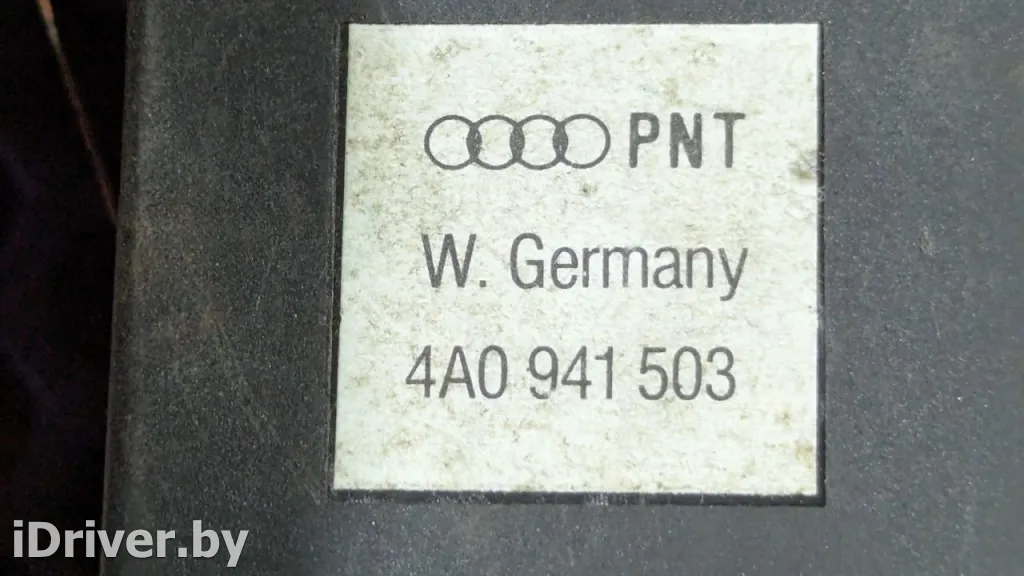 PNT
W. Germany
4A0 941 503
iDriver.by